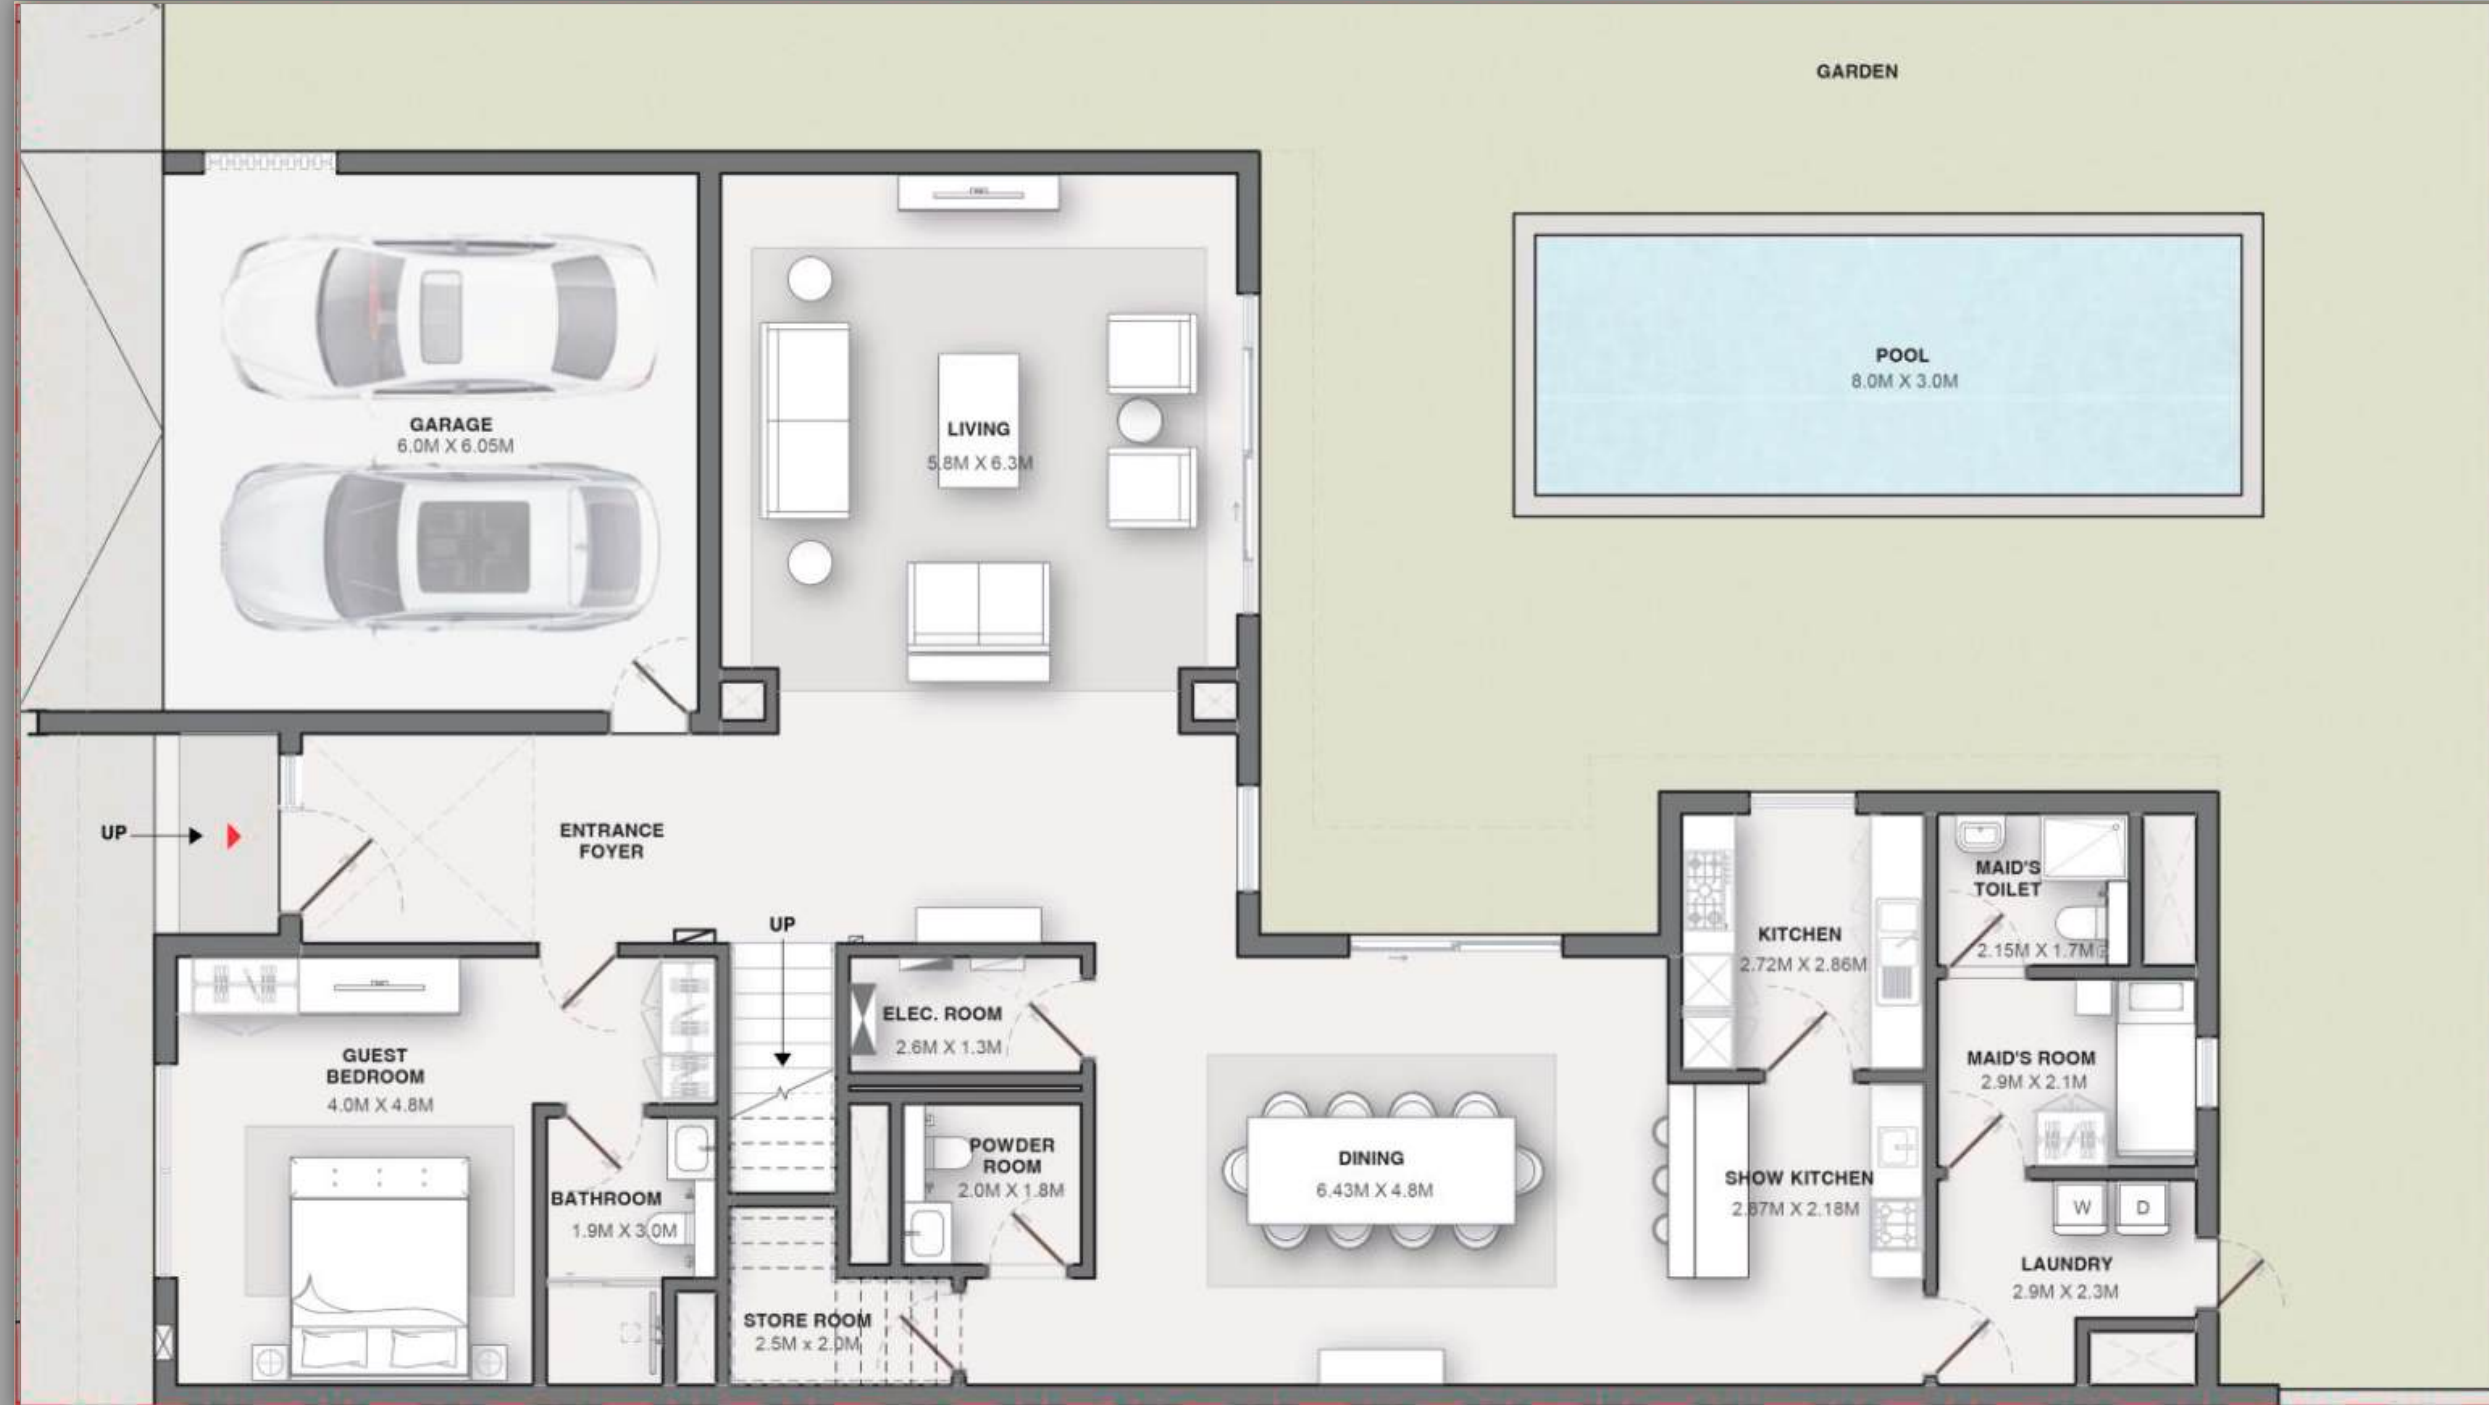 GARDEN
POOL
8.0M X 3.0M
GARAGE
6.0M X 6.05M
LIVING
5.8M X 6.3M
UP
ENTRANCE
FOYER
UP
KITCHEN
2.72M X 2.86M
MAID'S
TOILET
2.15M X 1.7M
ELEC. ROOM
2.6M X 1.3M
GUEST
BEDROOM
4.0M X 4.8M
MAID'S ROOM
2.9M X 2.1M
POWDER
ROOM
2.0M X 1.8M
DINING
6.43M X 4.8M
SHOW KITCHEN
2.87M X 2.18M
BATHROOM
1.9M X 3.0M
W
D
LAUNDRY
2.9M X 2.3M
STORE ROOM
2.5M x 2.0M